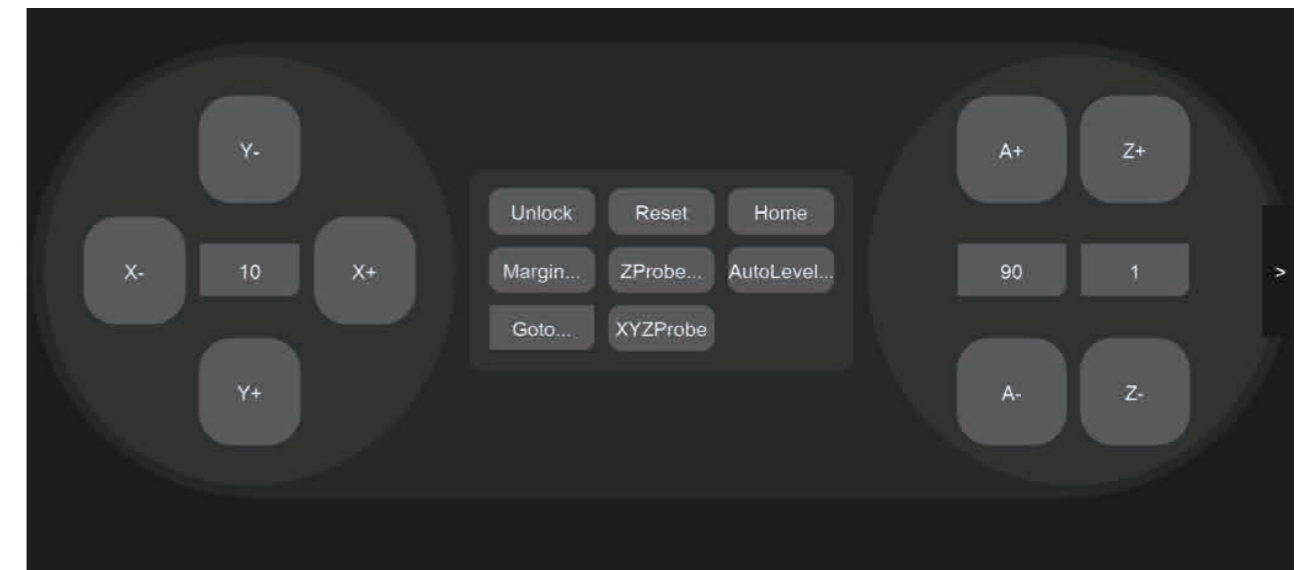 Y-
A+ Z+
Unlock Reset Home
X- 10 X+ Margin... ZProbe... AutoLevel... 90 1 >
Goto... XYZProbe
Y+
A- Z-